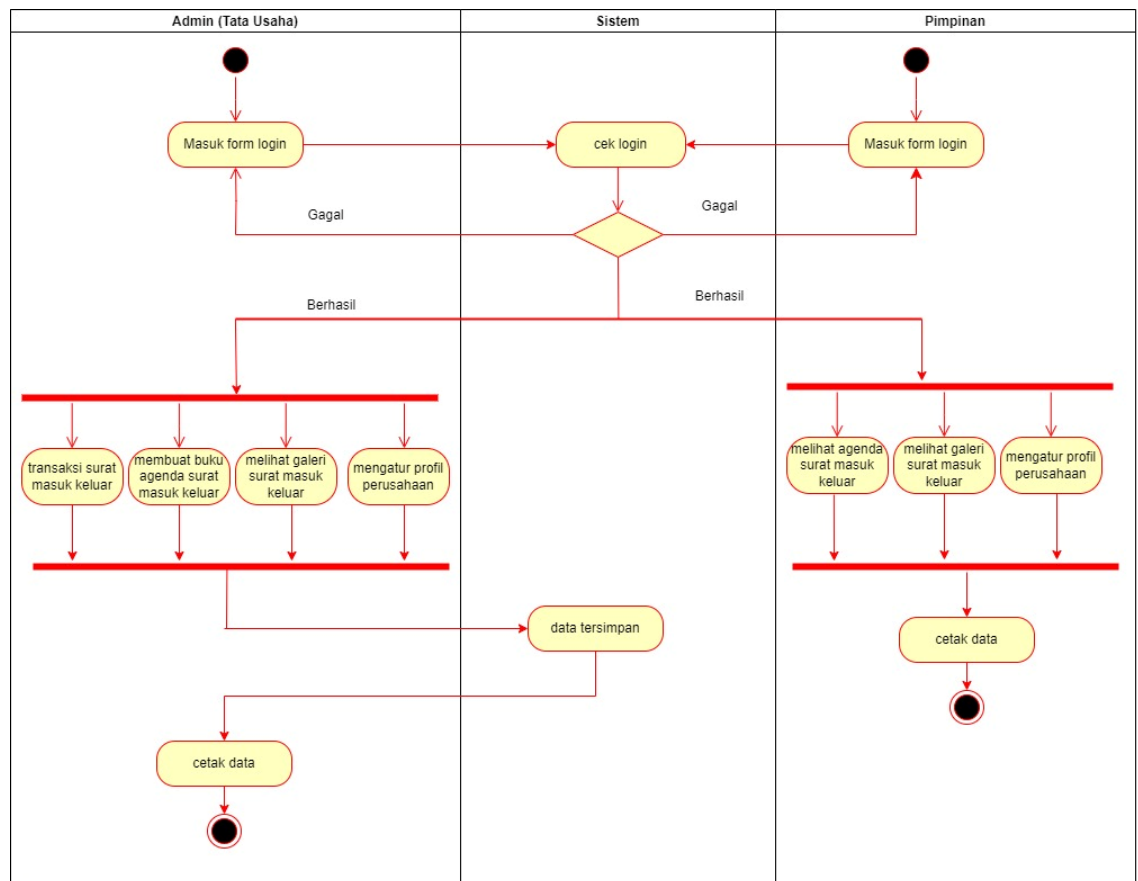 Admin (Tata Usaha)
Sistem
Pimpinan
Masuk form login
cek login
Masuk form login
Gagal
Gagal
Berhasil
Berhasil
transaksi surat
masuk keluar
membuat buku
agenda surat
masuk keluar
melihat galeri
surat masuk
keluar
mengatur profil
perusahaan
melihat agenda
surat masuk
keluar
melihat galeri
surat masuk
keluar
mengatur profil
perusahaan
data tersimpan
cetak data
cetak data